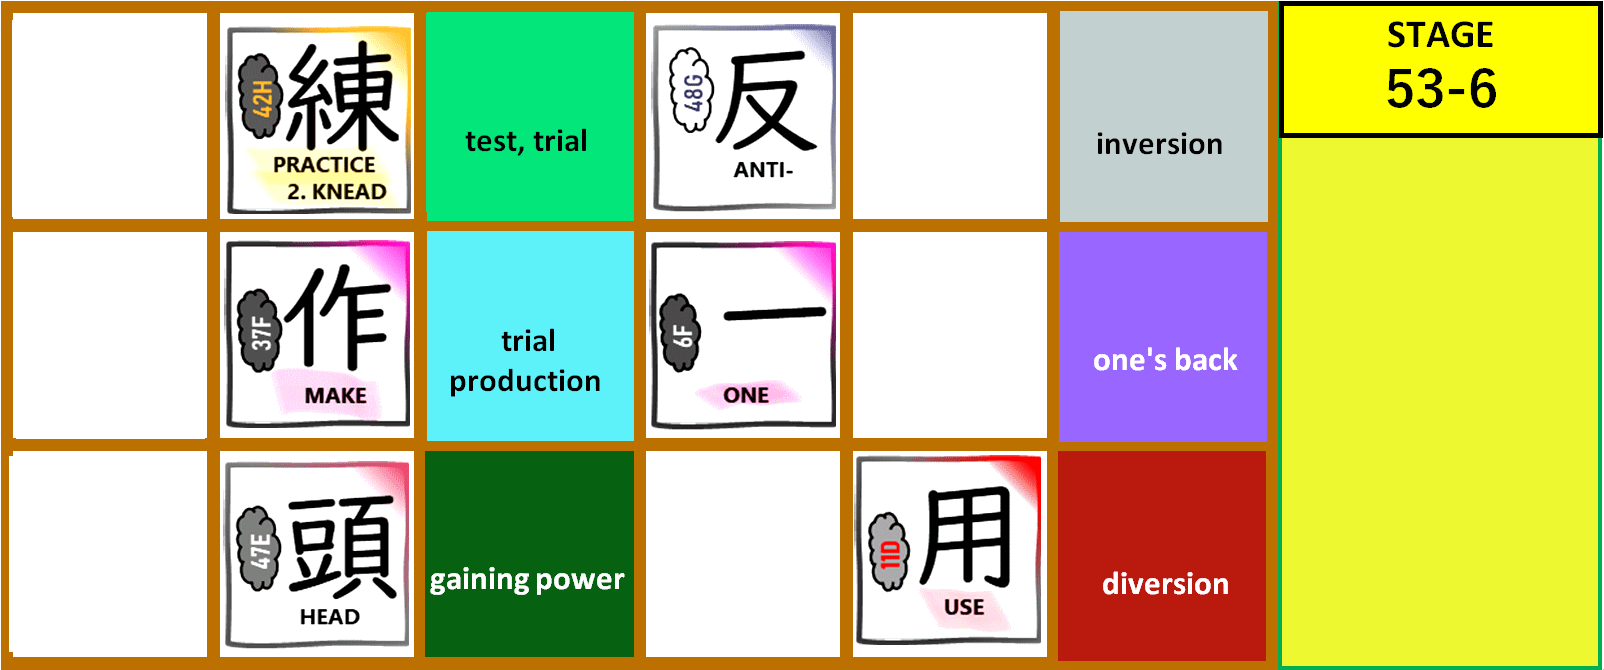 42H
練
PRACTICE
2. KNEAD
test, trial
48G
反
ANTI-
inversion
STAGE
53-6
37F
作
MAKE
trial
production
6F
一
ONE
one's back
47E
頭
HEAD
gaining power
11D
用
USE
diversion